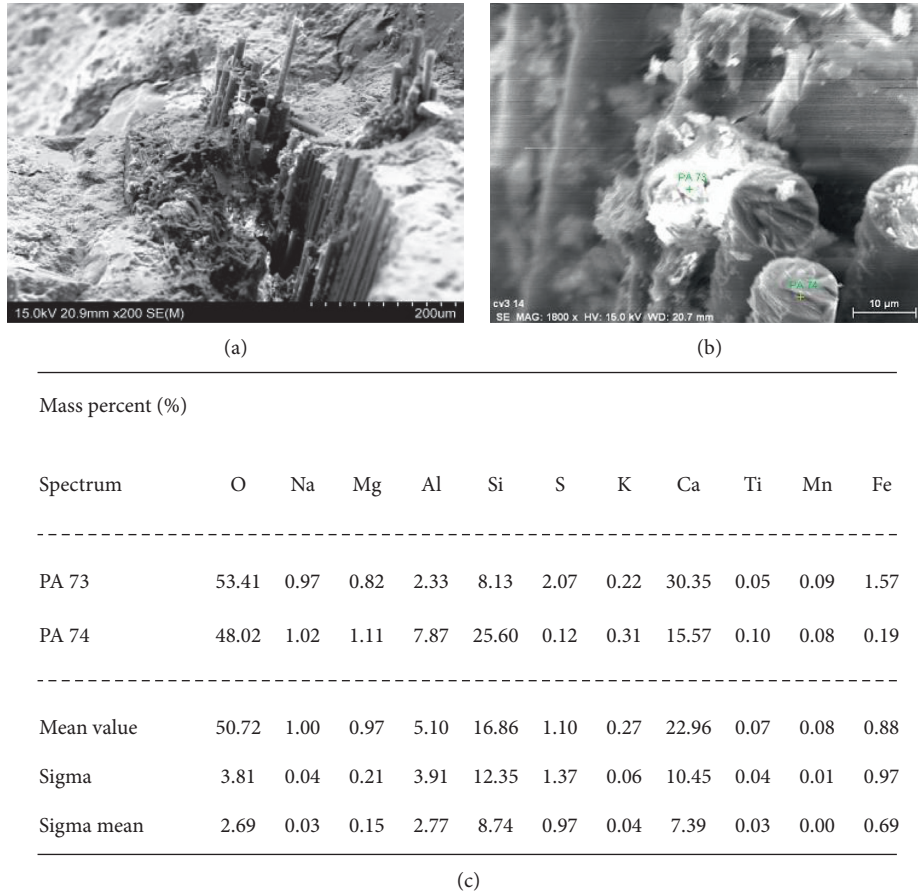 15.0kV 20.9mm x200 SE(M) 200um
(a)
PA 73
PA 74
cv3 14
SE MAG: 1800 x HV: 15.0 kV WD: 20.7 mm
10 µm
(b)
Mass percent (%)
Spectrum O Na Mg Al Si S K Ca Ti Mn Fe
PA 73 53.41 0.97 0.82 2.33 8.13 2.07 0.22 30.35 0.05 0.09 1.57
PA 74 48.02 1.02 1.11 7.87 25.60 0.12 0.31 15.57 0.10 0.08 0.19
Mean value 50.72 1.00 0.97 5.10 16.86 1.10 0.27 22.96 0.07 0.08 0.88
Sigma 3.81 0.04 0.21 3.91 12.35 1.37 0.06 10.45 0.04 0.01 0.97
Sigma mean 2.69 0.03 0.15 2.77 8.74 0.97 0.04 7.39 0.03 0.00 0.69
(c)